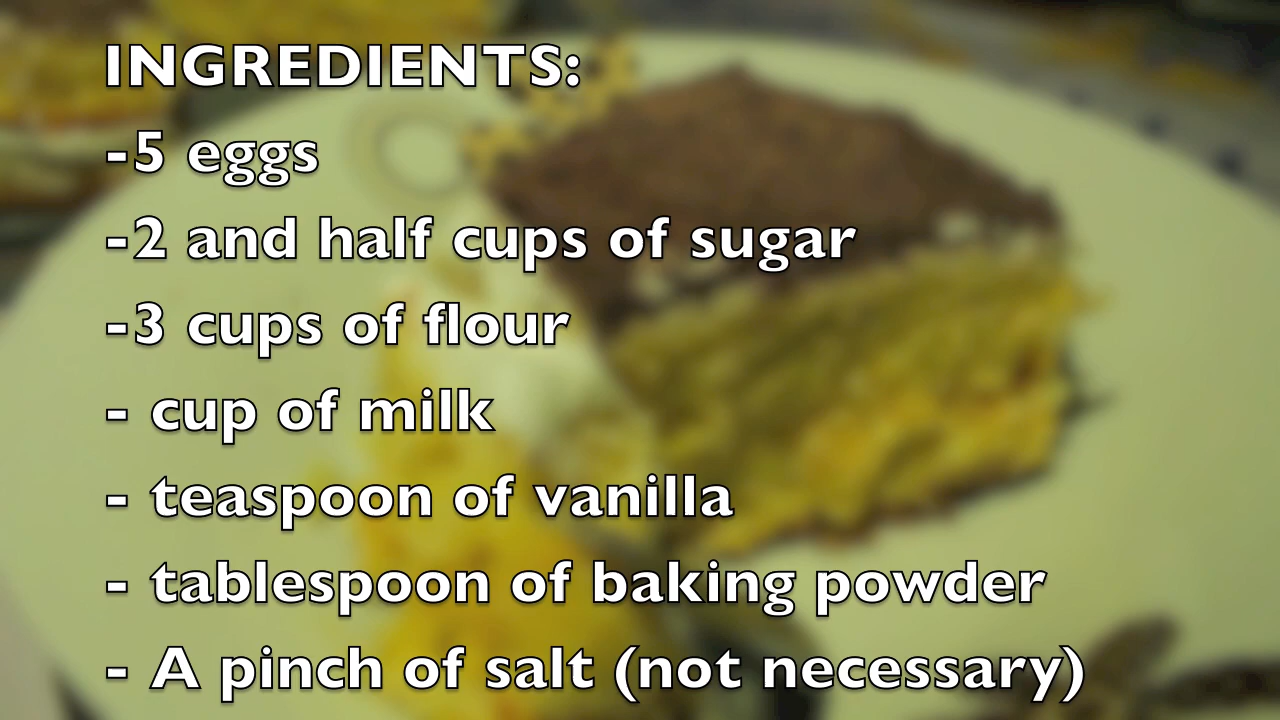 INGREDIENTS:
-5 eggs
-2 and half cups of sugar
-3 cups of flour
- cup of milk
- teaspoon of vanilla
- tablespoon of baking powder
- A pinch of salt (not necessary)